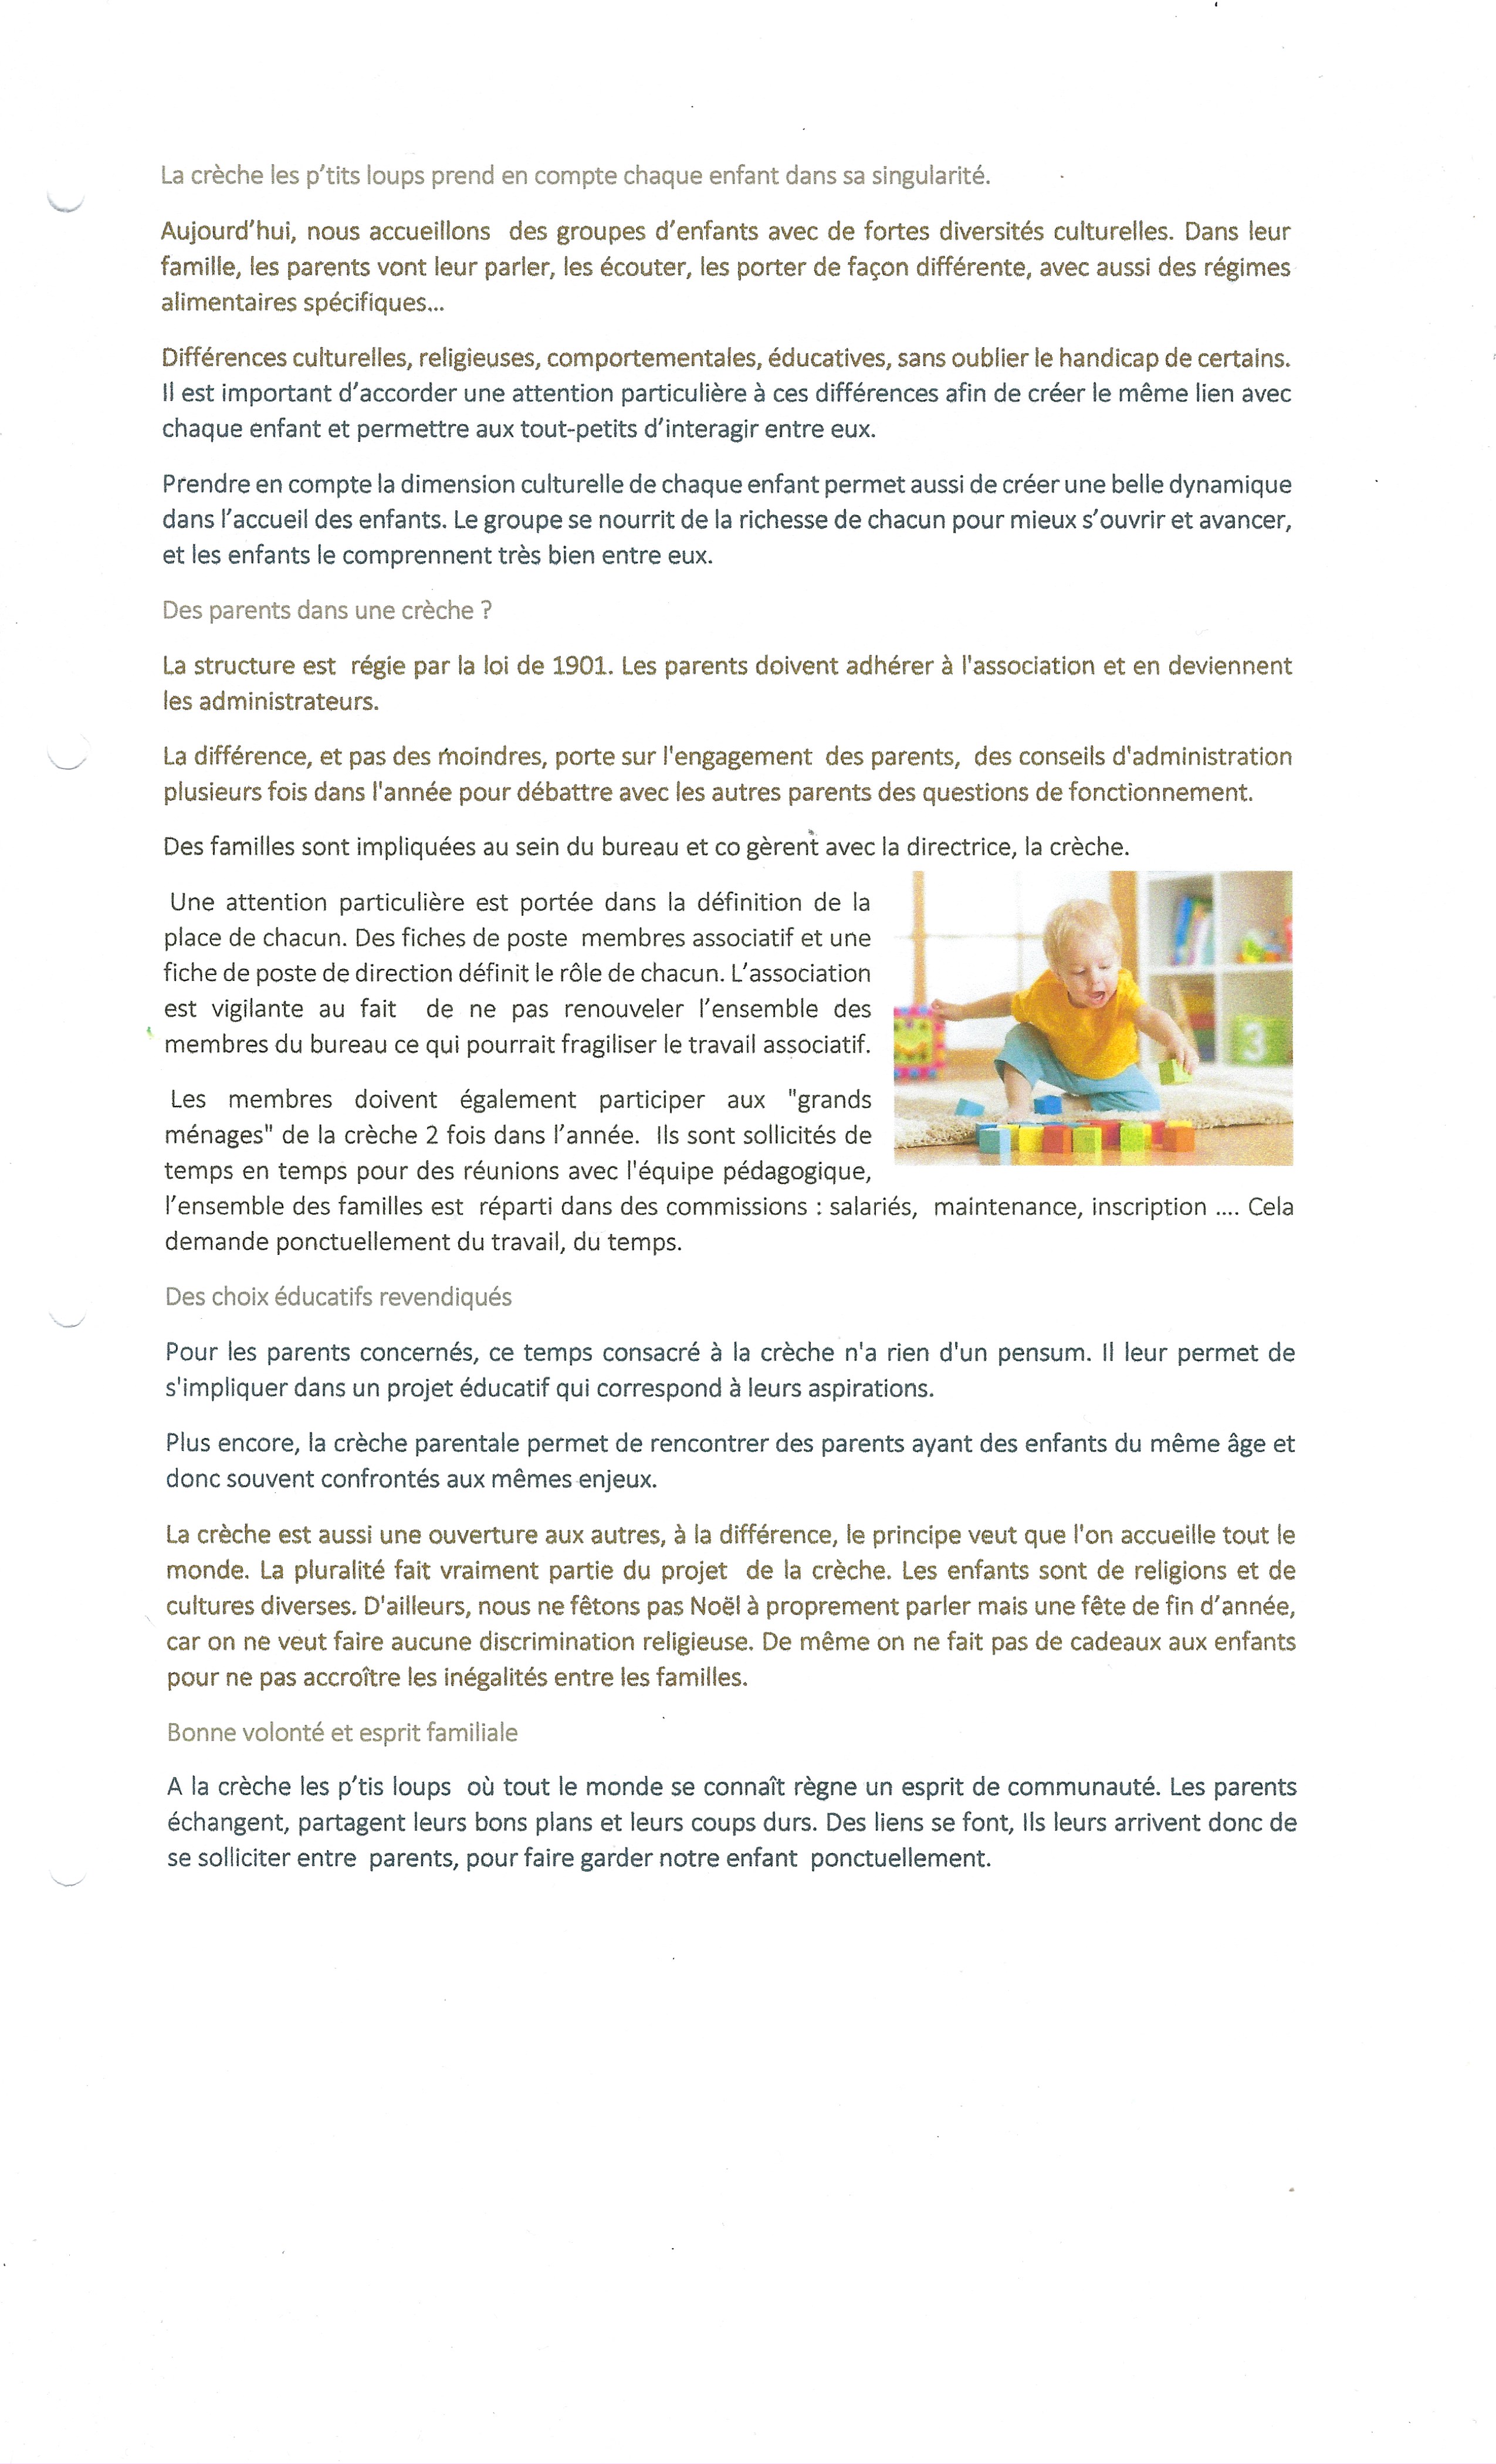 La crèche les p’tits loups prend en compte chaque enfant dans sa singularité.
Aujourd’hui, nous accueillons des groupes d’enfants avec de fortes diversités culturelles. Dans leur
famille, les parents vont leur parler, les écouter, les porter de façon différente, avec aussi des régimes
alimentaires spécifiques...
Différences culturelles, religieuses, comportementales, éducatives, sans oublier le handicap de certains.
Il est important d’accorder une attention particulière à ces différences afin de créer le même lien avec
chaque enfant et permettre aux tout-petits d’interagir entre eux.
Prendre en compte la dimension culturelle de chaque enfant permet aussi de créer une belle dynamique
dans l’accueil des enfants. Le groupe se nourrit de la richesse de chacun pour mieux s’ouvrir et avancer,
et les enfants le comprennent très bien entre eux.
Des parents dans une crèche ?
La structure est régie par la loi de 1901. Les parents doivent adhérer à l'association et en deviennent
les administrateurs.
La différence, et pas des moindres, porte sur l'engagement des parents, des conseils d'administration
plusieurs fois dans l'année pour débattre avec les autres parents des questions de fonctionnement.
Des familles sont impliquées au sein du bureau et co gèrent avec la directrice, la crèche.
Une attention particulière est portée dans la définition de la
place de chacun. Des fiches de poste membres associatif et une
fiche de poste de direction définit le rôle de chacun. L’association
est vigilante au fait de ne pas renouveler l’ensemble des
membres du bureau ce qui pourrait fragiliser le travail associatif.
Les membres doivent également participer aux "grands
ménages" de la crèche 2 fois dans l’année. Ils sont sollicités de
temps en temps pour des réunions avec l'équipe pédagogique,
l’ensemble des familles est réparti dans des commissions : salariés, maintenance, inscription .... Cela
demande ponctuellement du travail, du temps.
Des choix éducatifs revendiqués
Pour les parents concernés, ce temps consacré à la crèche n'a rien d'un pensum. Il leur permet de
s'impliquer dans un projet éducatif qui correspond à leurs aspirations.
Plus encore, la crèche parentale permet de rencontrer des parents ayant des enfants du même âge et
donc souvent confrontés aux mêmes enjeux.
La crèche est aussi une ouverture aux autres, à la différence, le principe veut que l'on accueille tout le
monde. La pluralité fait vraiment partie du projet de la crèche. Les enfants sont de religions et de
cultures diverses. D'ailleurs, nous ne fêtons pas Noël à proprement parler mais une fête de fin d’année,
car on ne veut faire aucune discrimination religieuse. De même on ne fait pas de cadeaux aux enfants
pour ne pas accroître les inégalités entre les familles.
Bonne volonté et esprit familiale
A la crèche les p’tis loups où tout le monde se connaît règne un esprit de communauté. Les parents
échangent, partagent leurs bons plans et leurs coups durs. Des liens se font, Ils leurs arrivent donc de
se solliciter entre parents, pour faire garder notre enfant ponctuellement.
3